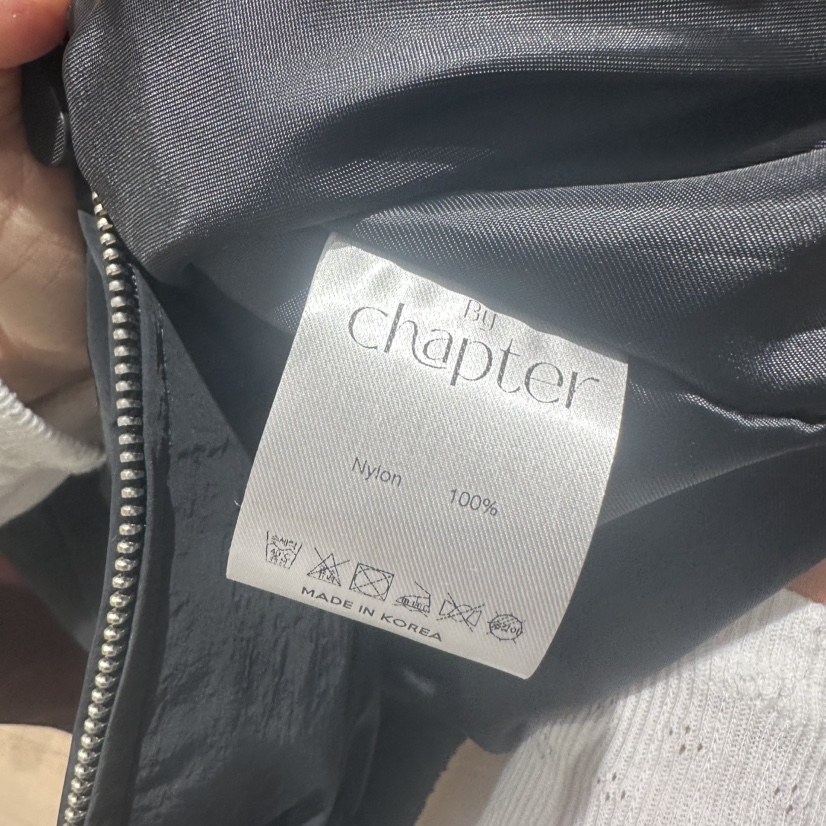 By
chapter
Nylon 100%
MADE IN KOREA